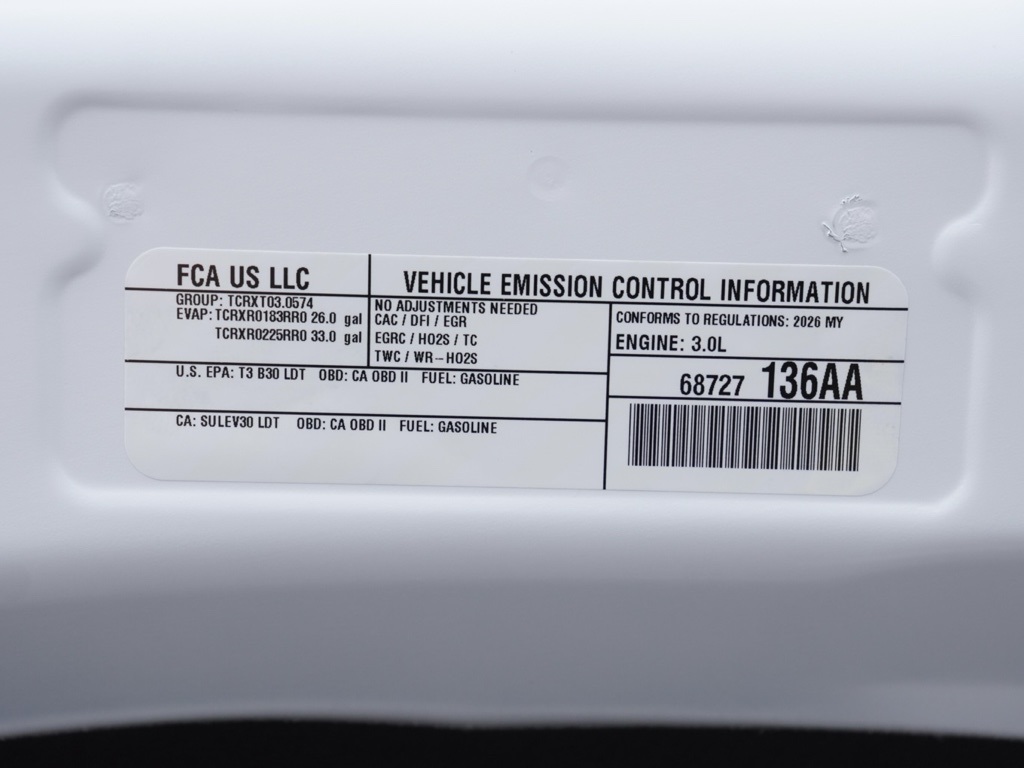 FCA US LLC
VEHICLE EMISSION CONTROL INFORMATION
GROUP: TCRXT03.0574
EVAP: TCRXR0183RR0 26.0 gal
TCRXR0225RR0 33.0 gal
NO ADJUSTMENTS NEEDED
CAC / DFI / EGR
EGRC / HO2S / TC
TWC / WR-HO2S
CONFORMS TO REGULATIONS: 2026 MY
ENGINE: 3.0L
U.S. EPA: T3 B30 LDT OBD: CA OBD II FUEL: GASOLINE
68727 136AA
CA: SULEV30 LDT OBD: CA OBD II FUEL: GASOLINE